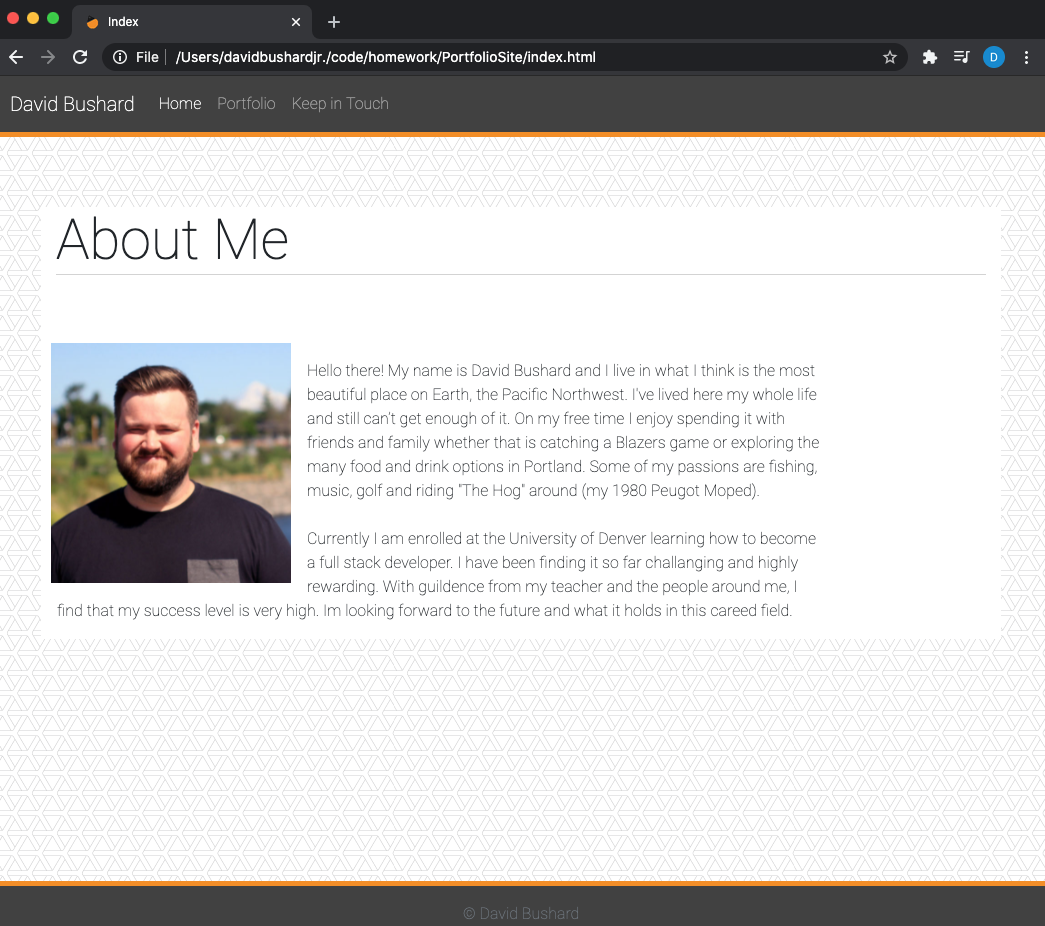 Index
File
/Users/davidbushardjr./code/homework/PortfolioSite/index.html
D
David Bushard
Home
Portfolio
Keep in Touch
About Me
Hello there! My name is David Bushard and I live in what I think is the most
beautiful place on Earth, the Pacific Northwest. I've lived here my whole life
and still can't get enough of it. On my free time I enjoy spending it with
friends and family whether that is catching a Blazers game or exploring the
many food and drink options in Portland. Some of my passions are fishing,
music, golf and riding "The Hog" around (my 1980 Peugot Moped).
Currently I am enrolled at the University of Denver learning how to become
a full stack developer. I have been finding it so far challanging and highly
rewarding. With guildence from my teacher and the people around me, I
find that my success level is very high. Im looking forward to the future and what it holds in this careed field.
© David Bushard